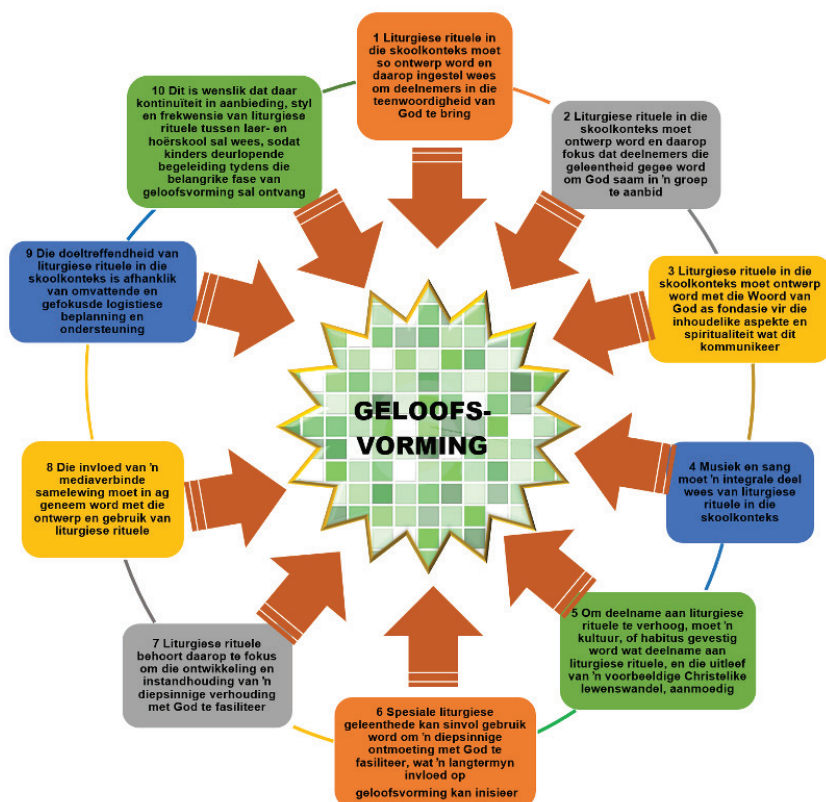 1 Liturgiese rituele in
die skoolkonteks moet
so ontwerp word en
daarop ingestel wees
om deelnemers in die
teenwoordigheid van
God te bring
2 Liturgiese rituele in die
skoolkonteks moet
ontwerp word en daarop
fokus dat deelnemers die
geleentheid gegee word
om God saam in 'n groep
te aanbid
3 Liturgiese rituele in die
skoolkonteks moet ontwerp
word met die Woord van
God as fondasie vir die
inhoudelike aspekte en
spiritualiteit wat dit
kommunikeer
4 Musiek en sang
moet 'n integrale deel
wees van liturgiese
rituele in die
skoolkonteks
5 Om deelname aan liturgiese
rituele te verhoog, moet 'n
kultuur, of habitus gevestig
word wat deelname aan
liturgiese rituele, en die uitleef
van 'n voorbeeldige Christelike
lewenswandel, aanmoedig
6 Spesiale liturgiese
geleenthede kan sinvol gebruik
word om 'n diepsinnige
ontmoeting met God te
fasiliteer, wat 'n langtermyn
invloed op
geloofsvorming kan inisieer
7 Liturgiese rituele
behoort daarop te fokus
om die ontwikkeling en
instandhouding van 'n
diepsinnige verhouding
met God te fasiliteer
8 Die invloed van 'n
mediaverbinde
samelewing moet in ag
geneem word met die
ontwerp en gebruik van
liturgiese rituele
9 Die doeltreffendheid van
liturgiese rituele in die
skoolkonteks is afhanklik
van omvattende en
gefokusde logistiese
beplanning en
ondersteuning
10 Dit is wenslik dat daar
kontinuïteit in aanbieding, styl
en frekwensie van liturgiese
rituele tussen laer- en
hoërskool sal wees, sodat
kinders deurlopende
begeleiding tydens die
belangrike fase van
geloofsvorming sal ontvang
GELOOFS-
VORMING